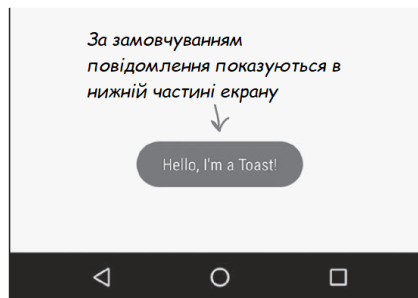 За замовчуванням
повідомлення показуються в
нижній частині екрану
Hello, I'm a Toast!